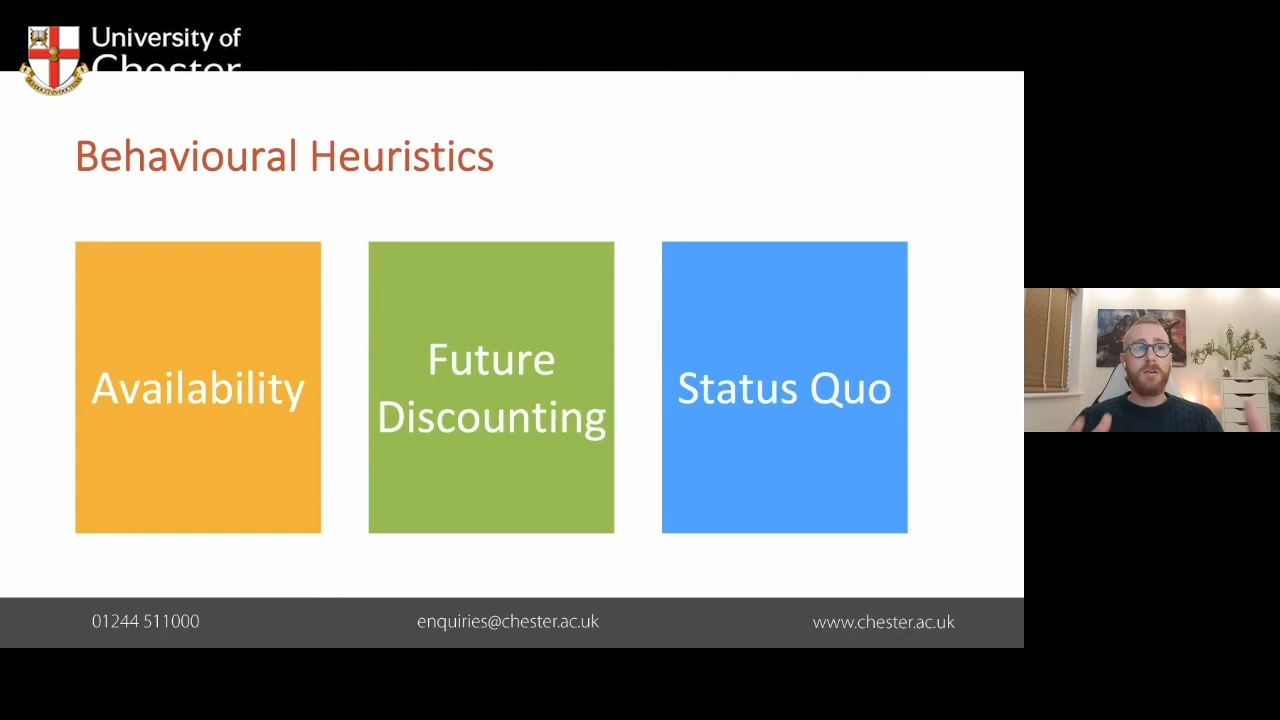 University of
Chester
Behavioural Heuristics
Availability
Future
Discounting
Status Quo
01244 511000
enquiries@chester.ac.uk
www.chester.ac.uk